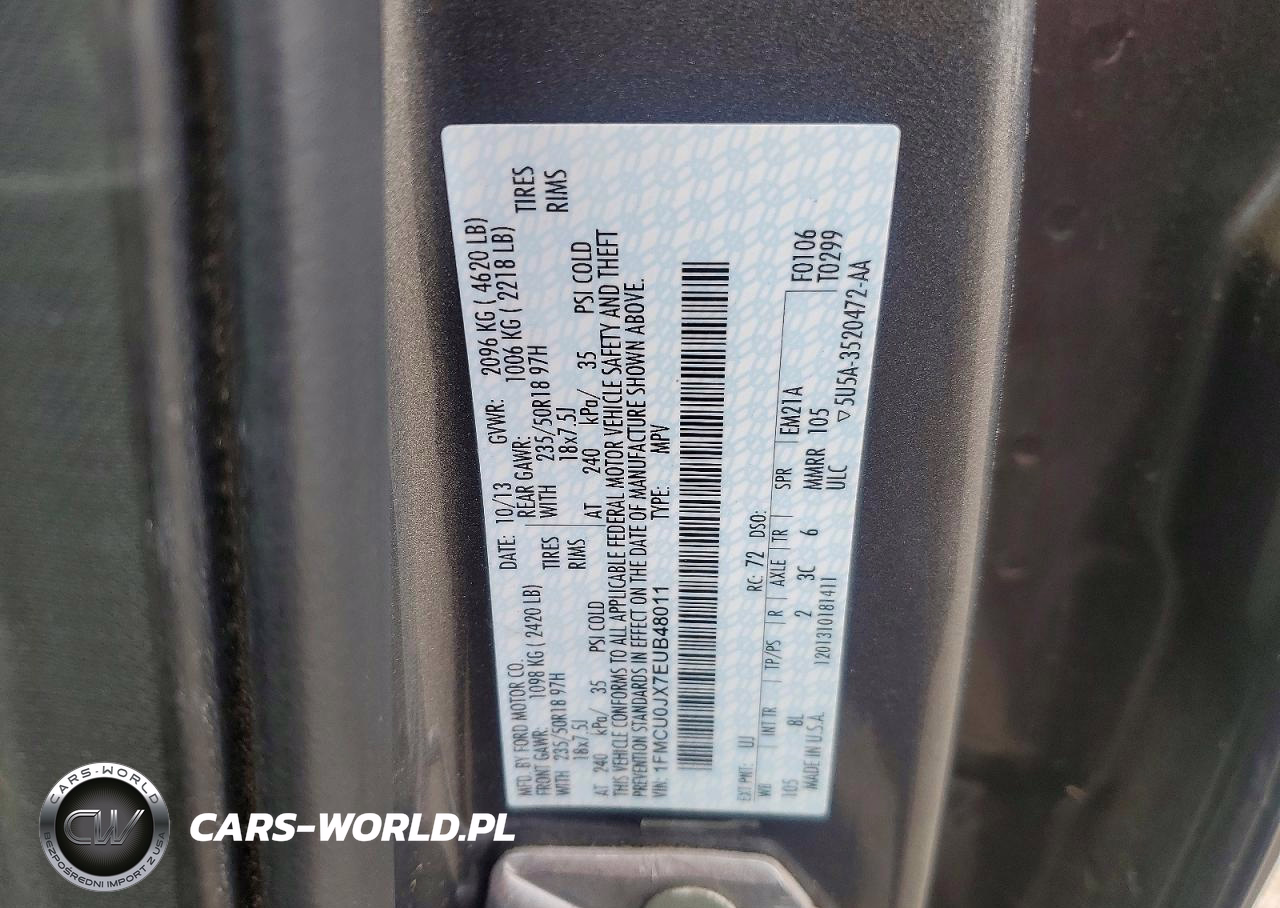 MFD. BY FORD MOTOR CO.
DATE: 10/13 GVWR: 2096 KG ( 4620 LB)
FRONT GAWR: 1098 KG ( 2420 LB) REAR GAWR: 1006 KG ( 2218 LB)
WITH 235/50R18 97H TIRES WITH 235/50R18 97H TIRES
18x7.5J RIMS 18x7.5J RIMS
AT 240 kPa/ 35 PSI COLD AT 240 kPa/ 35 PSI COLD
THIS VEHICLE CONFORMS TO ALL APPLICABLE FEDERAL MOTOR VEHICLE SAFETY AND THEFT
PREVENTION STANDARDS IN EFFECT ON THE DATE OF MANUFACTURE SHOWN ABOVE.
VIN: 1FMCU0JX7EUB48011 TYPE: MPV
EXT PNT: UJ RC: 72 DSO:
WB INT TR TP/PS R AXLE TR SPR EM21A F0106
105 8L 2 3C 6 MMRR 105 T0299
MADE IN U.S.A. 1201310181411 ULC ▽5U5A-3520472-AA
CARS-WORLD
CW
BEZPOŚREDNI IMPORT Z USA
CARS-WORLD.PL